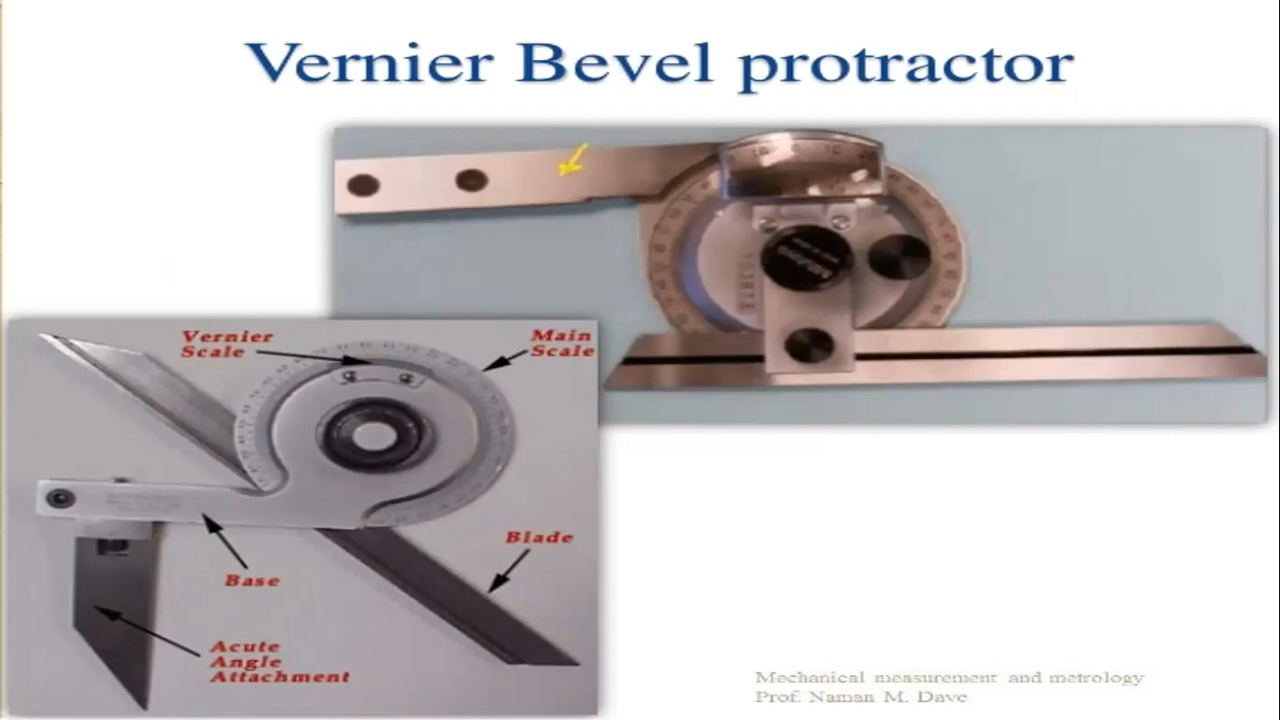 Vernier Bevel protractor
Vernier
Scale
Main
Scale
Blade
Base
Acute
Angle
Attachment
Mechanical measurement and metrology
Prof. Naman M. Dave